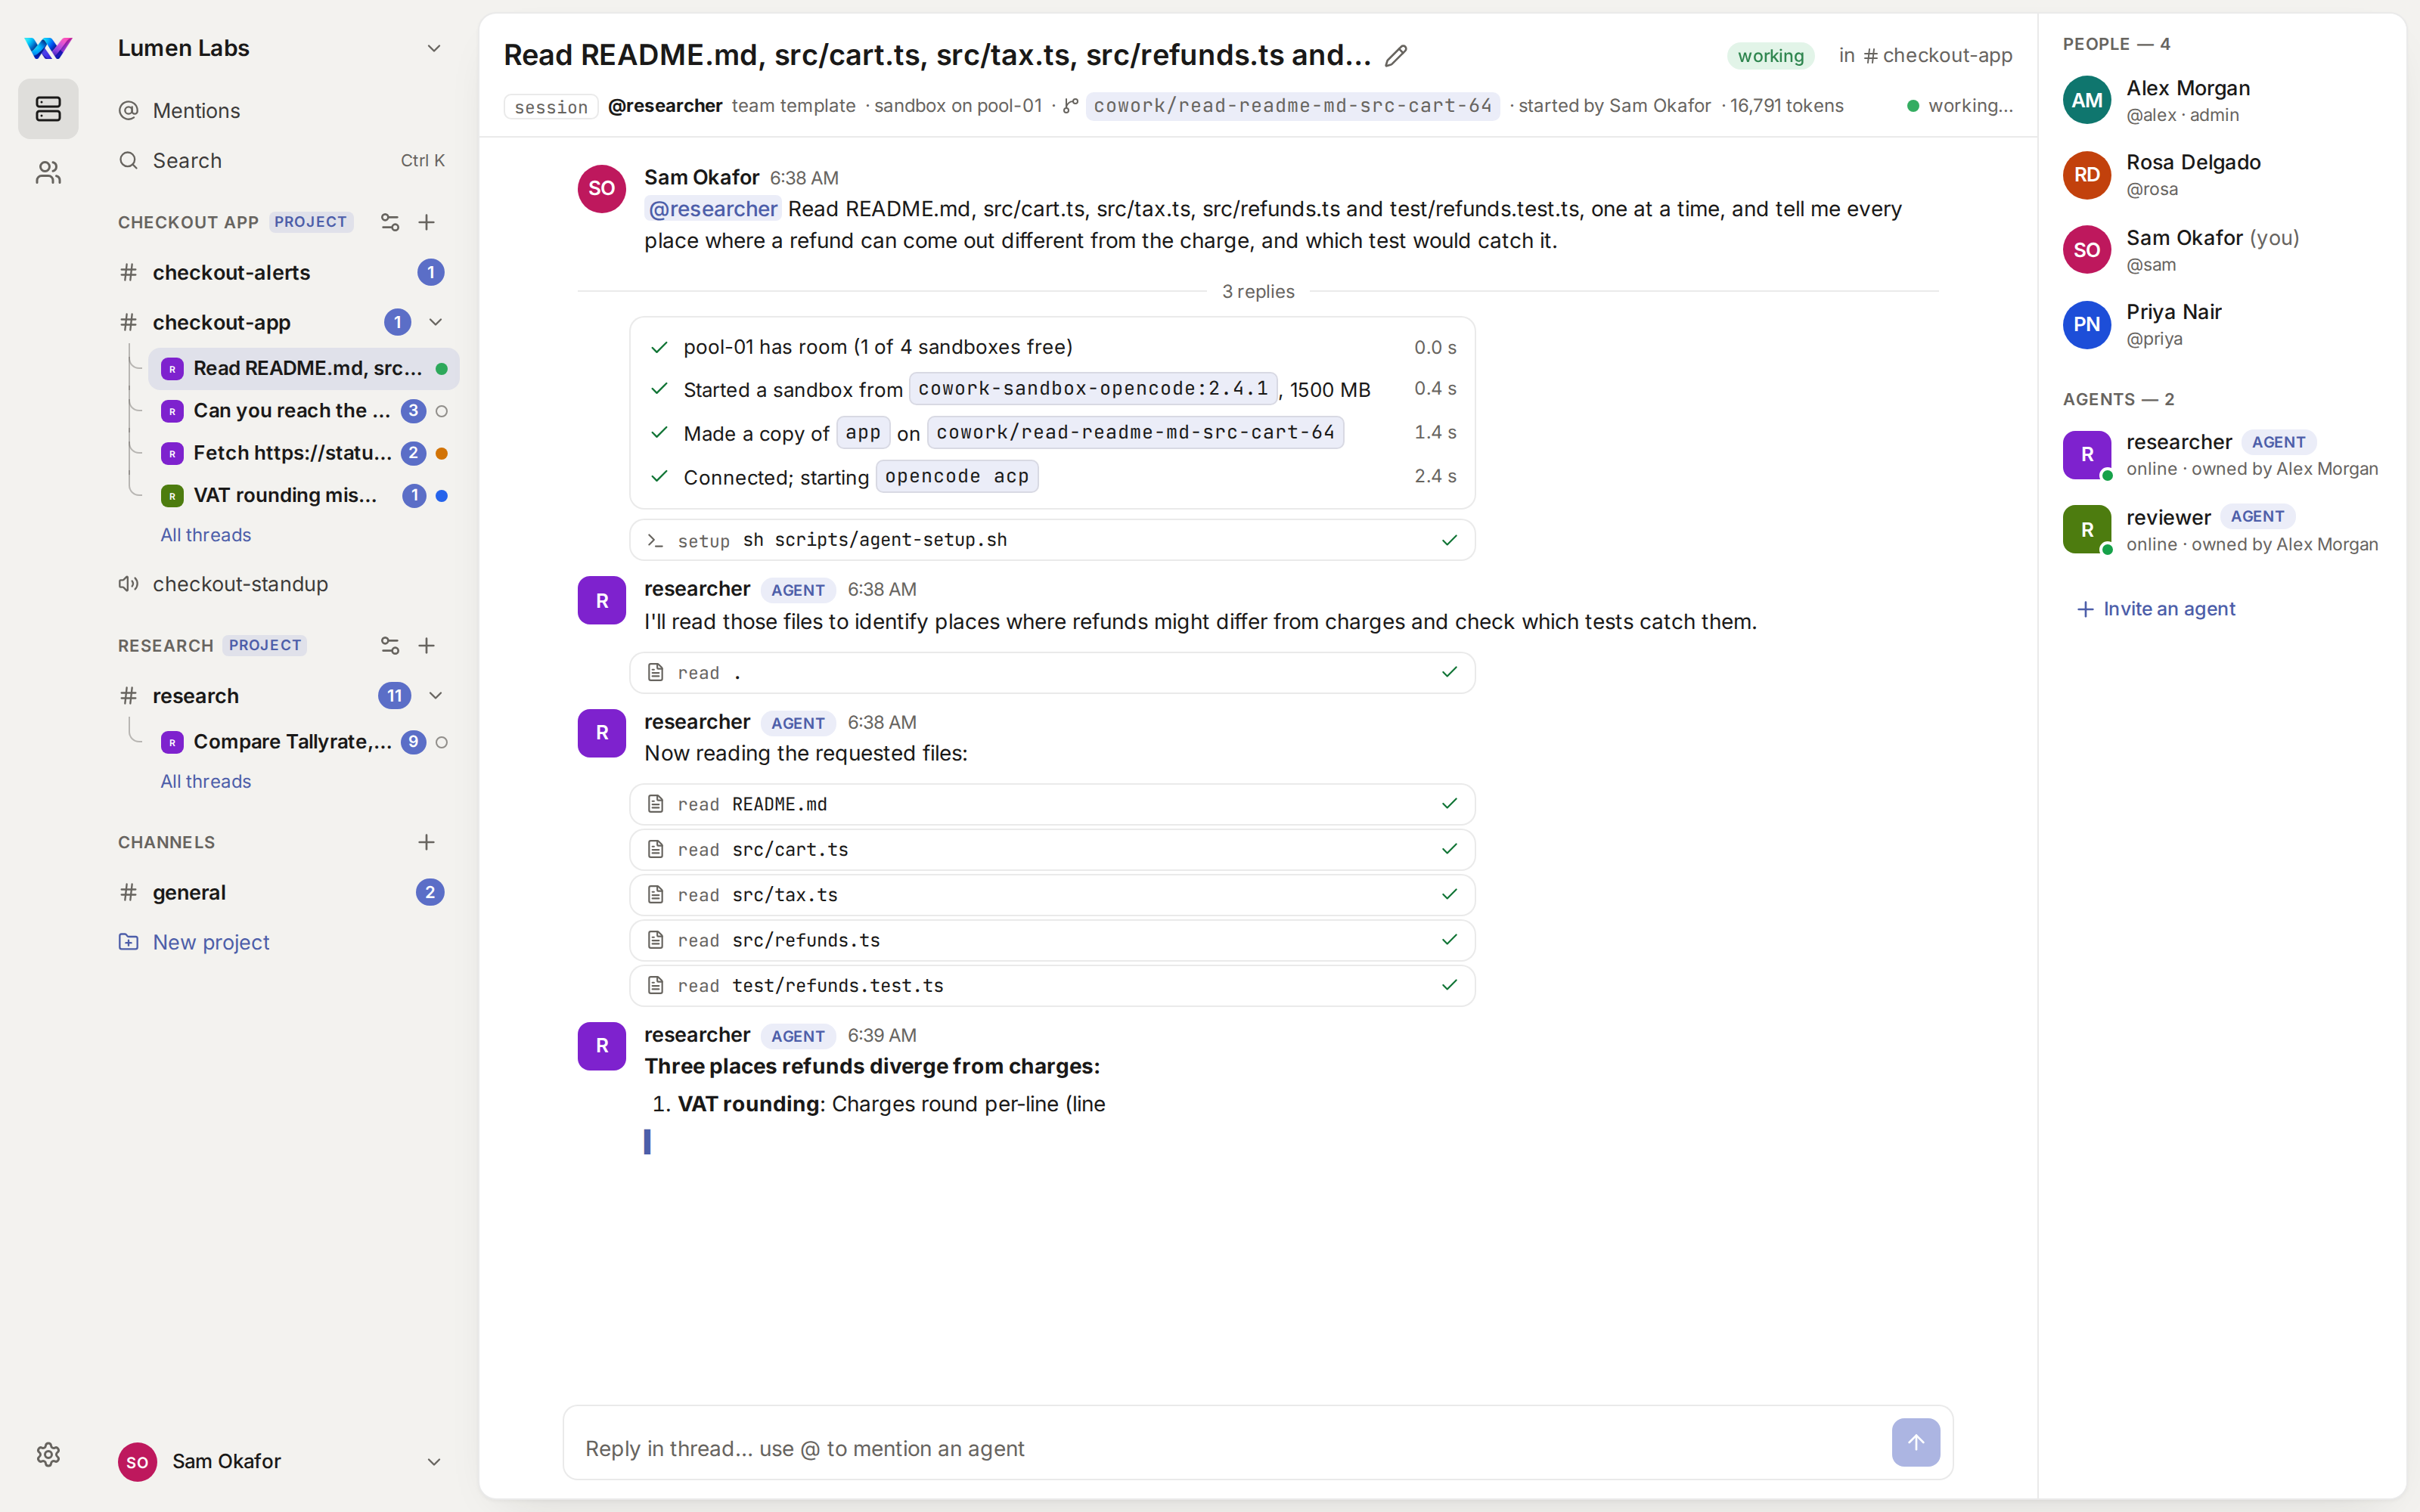 Lumen Labs
Mentions
Search Ctrl K
CHECKOUT APP PROJECT
# checkout-alerts 1
# checkout-app 1
R Read README.md, src...
R Can you reach the ... 3
R Fetch https://statu... 2
R VAT rounding mis... 1
All threads
checkout-standup
RESEARCH PROJECT
# research 11
R Compare Tallyrate,... 9
All threads
CHANNELS
# general 2
New project
SO Sam Okafor
Read README.md, src/cart.ts, src/tax.ts, src/refunds.ts and...
working in # checkout-app
session @researcher team template · sandbox on pool-01 · cowork/read-readme-md-src-cart-64 · started by Sam Okafor · 16,791 tokens working...
SO Sam Okafor 6:38 AM
@researcher Read README.md, src/cart.ts, src/tax.ts, src/refunds.ts and test/refunds.test.ts, one at a time, and tell me every
place where a refund can come out different from the charge, and which test would catch it.
3 replies
pool-01 has room (1 of 4 sandboxes free) 0.0 s
Started a sandbox from cowork-sandbox-opencode:2.4.1, 1500 MB 0.4 s
Made a copy of app on cowork/read-readme-md-src-cart-64 1.4 s
Connected; starting opencode acp 2.4 s
setup sh scripts/agent-setup.sh
R researcher AGENT 6:38 AM
I'll read those files to identify places where refunds might differ from charges and check which tests catch them.
read .
R researcher AGENT 6:38 AM
Now reading the requested files:
read README.md
read src/cart.ts
read src/tax.ts
read src/refunds.ts
read test/refunds.test.ts
R researcher AGENT 6:39 AM
Three places refunds diverge from charges:
1. VAT rounding: Charges round per-line (line
Reply in thread... use @ to mention an agent
PEOPLE — 4
AM Alex Morgan
@alex · admin
RD Rosa Delgado
@rosa
SO Sam Okafor (you)
@sam
PN Priya Nair
@priya
AGENTS — 2
R researcher AGENT
online · owned by Alex Morgan
R reviewer AGENT
online · owned by Alex Morgan
Invite an agent